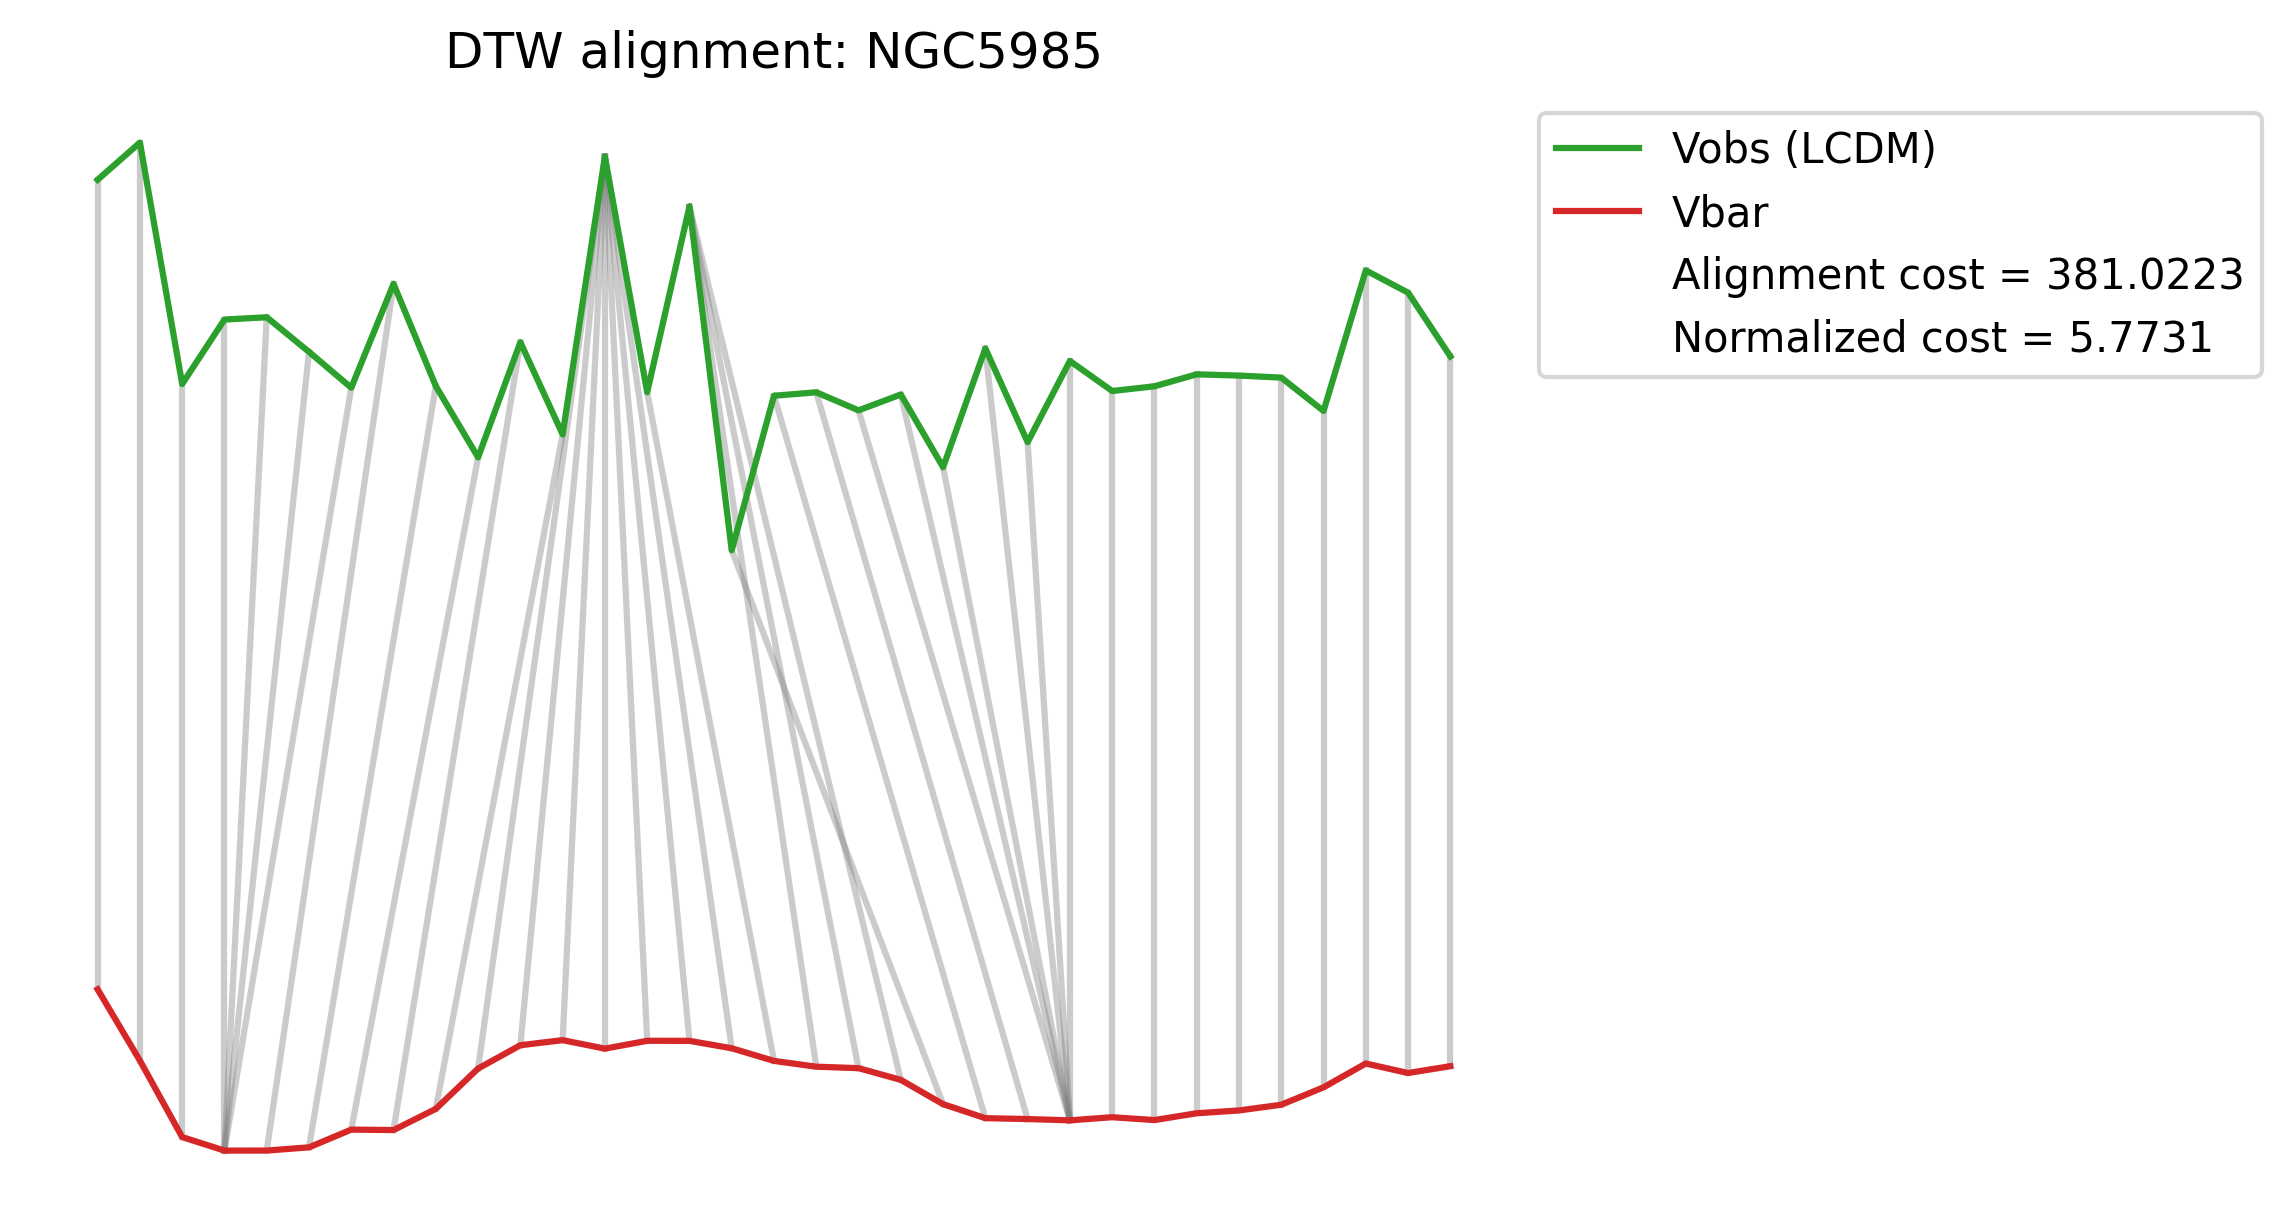 DTW alignment: NGC5985
Vobs (LCDM)
Vbar
Alignment cost = 381.0223
Normalized cost = 5.7731